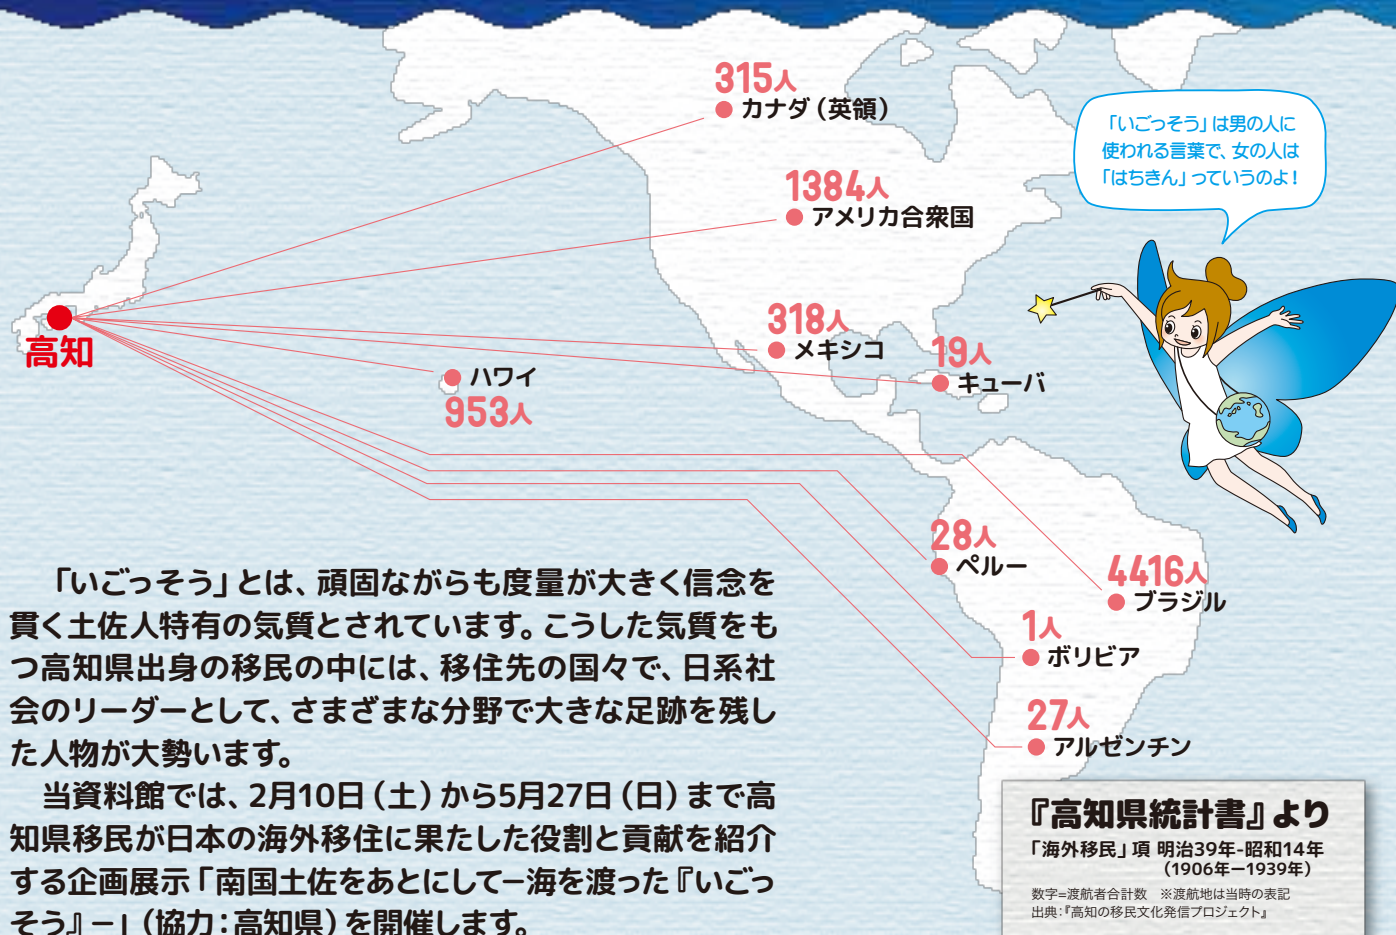 315人
カナダ（英領）
1384人
アメリカ合衆国
「いごっそう」は男の人に
使われる言葉で、女の人は
「はちきん」っていうのよ！
高知
318人
メキシコ
19人
キューバ
ハワイ
953人
28人
ペルー
4416人
ブラジル
1人
ボリビア
27人
アルゼンチン
「いごっそう」とは、頑固ながらも度量が大きく信念を
貫く土佐人特有の気質とされています。こうした気質をも
つ高知県出身の移民の中には、移住先の国々で、日系社
会のリーダーとして、さまざまな分野で大きな足跡を残し
た人物が大勢います。
当資料館では、2月10日（土）から5月27日（日）まで高
知県移民が日本の海外移住に果たした役割と貢献を紹介
する企画展示「南国土佐をあとにして－海を渡った『いごっ
そう』－」（協力：高知県）を開催します。
『高知県統計書』より
「海外移民」項 明治39年-昭和14年
（1906年ー1939年）
数字=渡航者合計数　※渡航地は当時の表記
出典：『高知の移民文化発信プロジェクト』